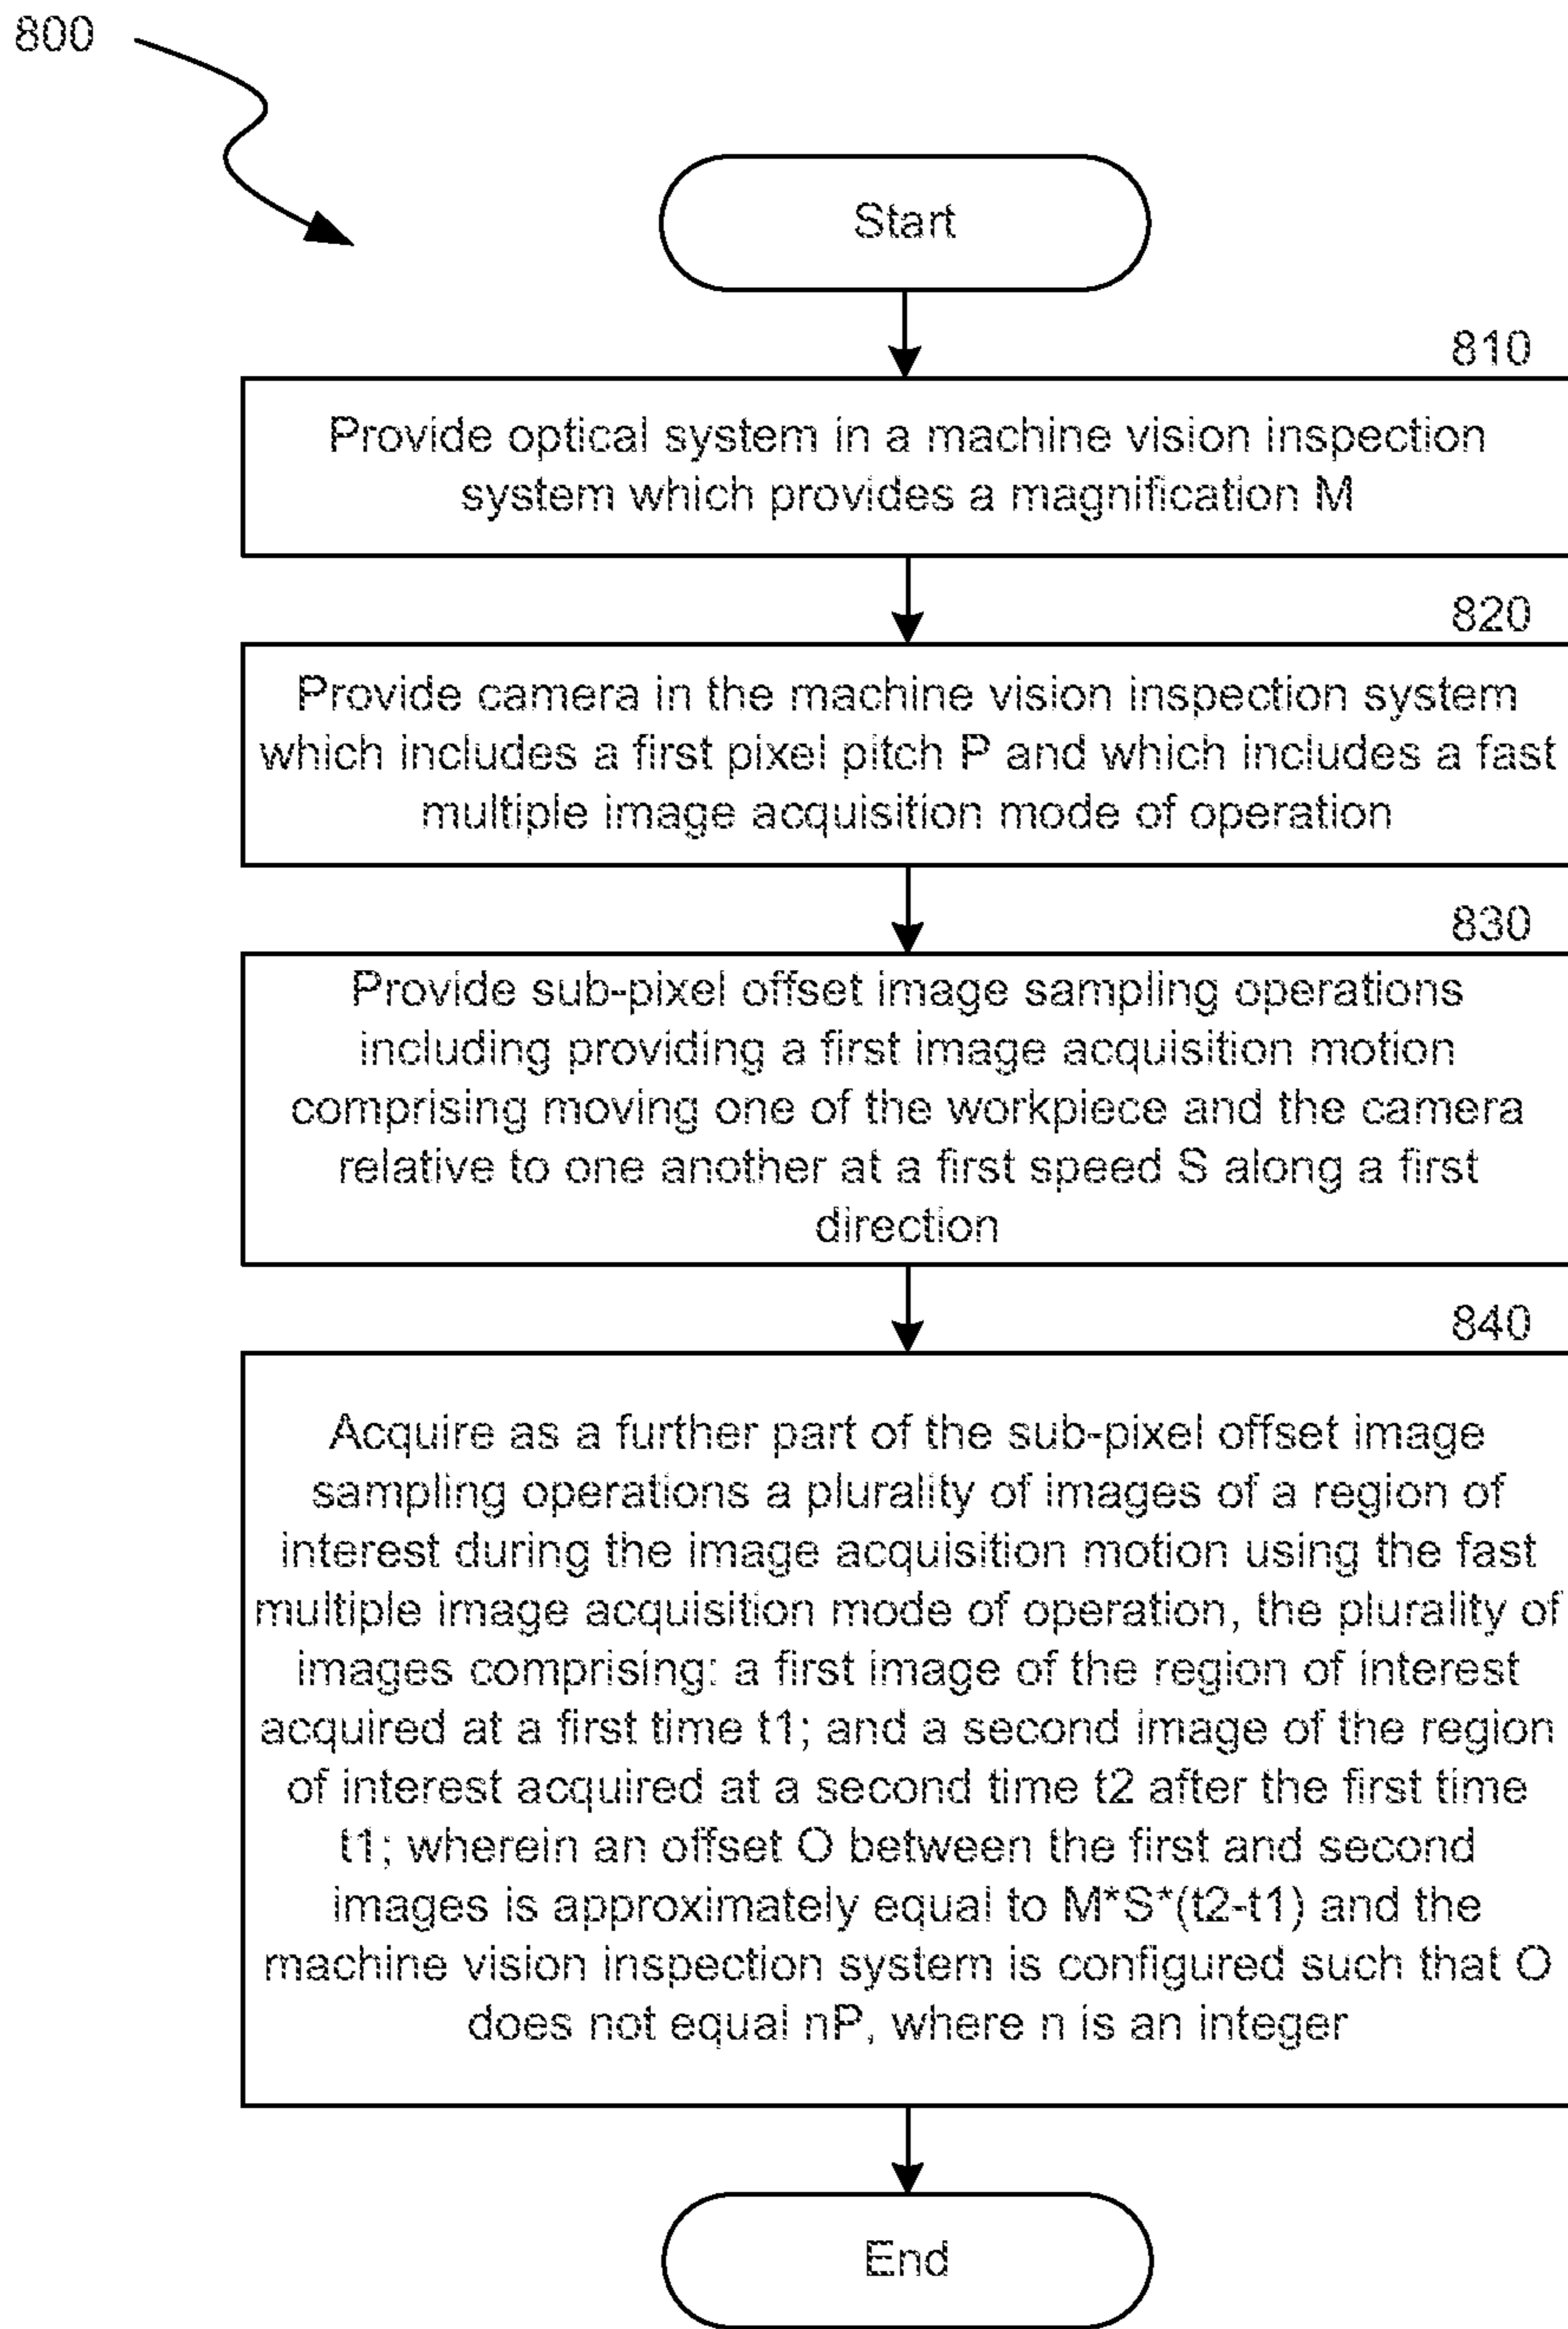 800
Start
810
Provide optical system in a machine vision inspection
system which provides a magnification M
820
Provide camera in the machine vision inspection system
which includes a first pixel pitch P and which includes a fast
multiple image acquisition mode of operation
830
Provide sub-pixel offset image sampling operations
including providing a first image acquisition motion
comprising moving one of the workpiece and the camera
relative to one another at a first speed S along a first
direction
840
Acquire as a further part of the sub-pixel offset image
sampling operations a plurality of images of a region of
interest during the image acquisition motion using the fast
multiple image acquisition mode of operation, the plurality of
images comprising: a first image of the region of interest
acquired at a first time t1; and a second image of the region
of interest acquired at a second time t2 after the first time
t1; wherein an offset O between the first and second
images is approximately equal to M*S*(t2-t1) and the
machine vision inspection system is configured such that O
does not equal nP, where n is an integer
End